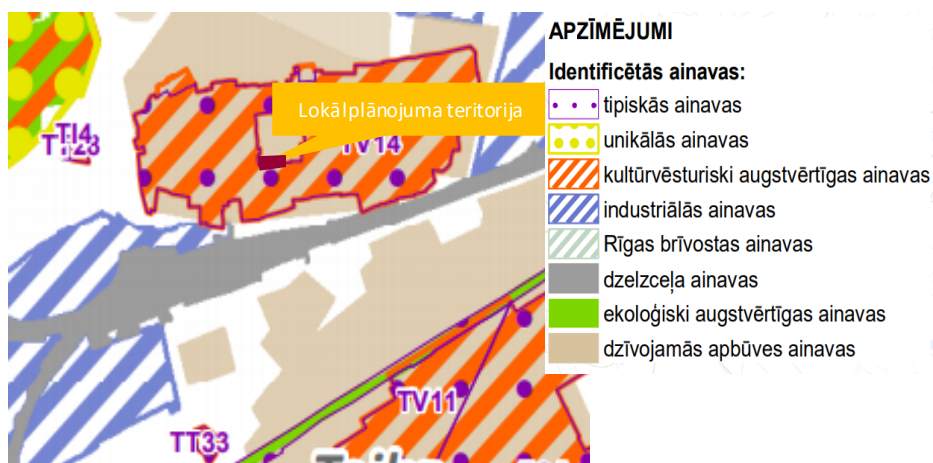 APZĪMĒJUMI
Identificētās ainavas:
tipiskās ainavas
unikālās ainavas
kultūrvēsturiski augstvērtīgas ainavas
industriālās ainavas
Rīgas brīvostas ainavas
dzelzceļa ainavas
ekoloģiski augstvērtīgas ainavas
dzīvojamās apbūves ainavas
Lokālplānojuma teritorija
TV14
TV11
TT33